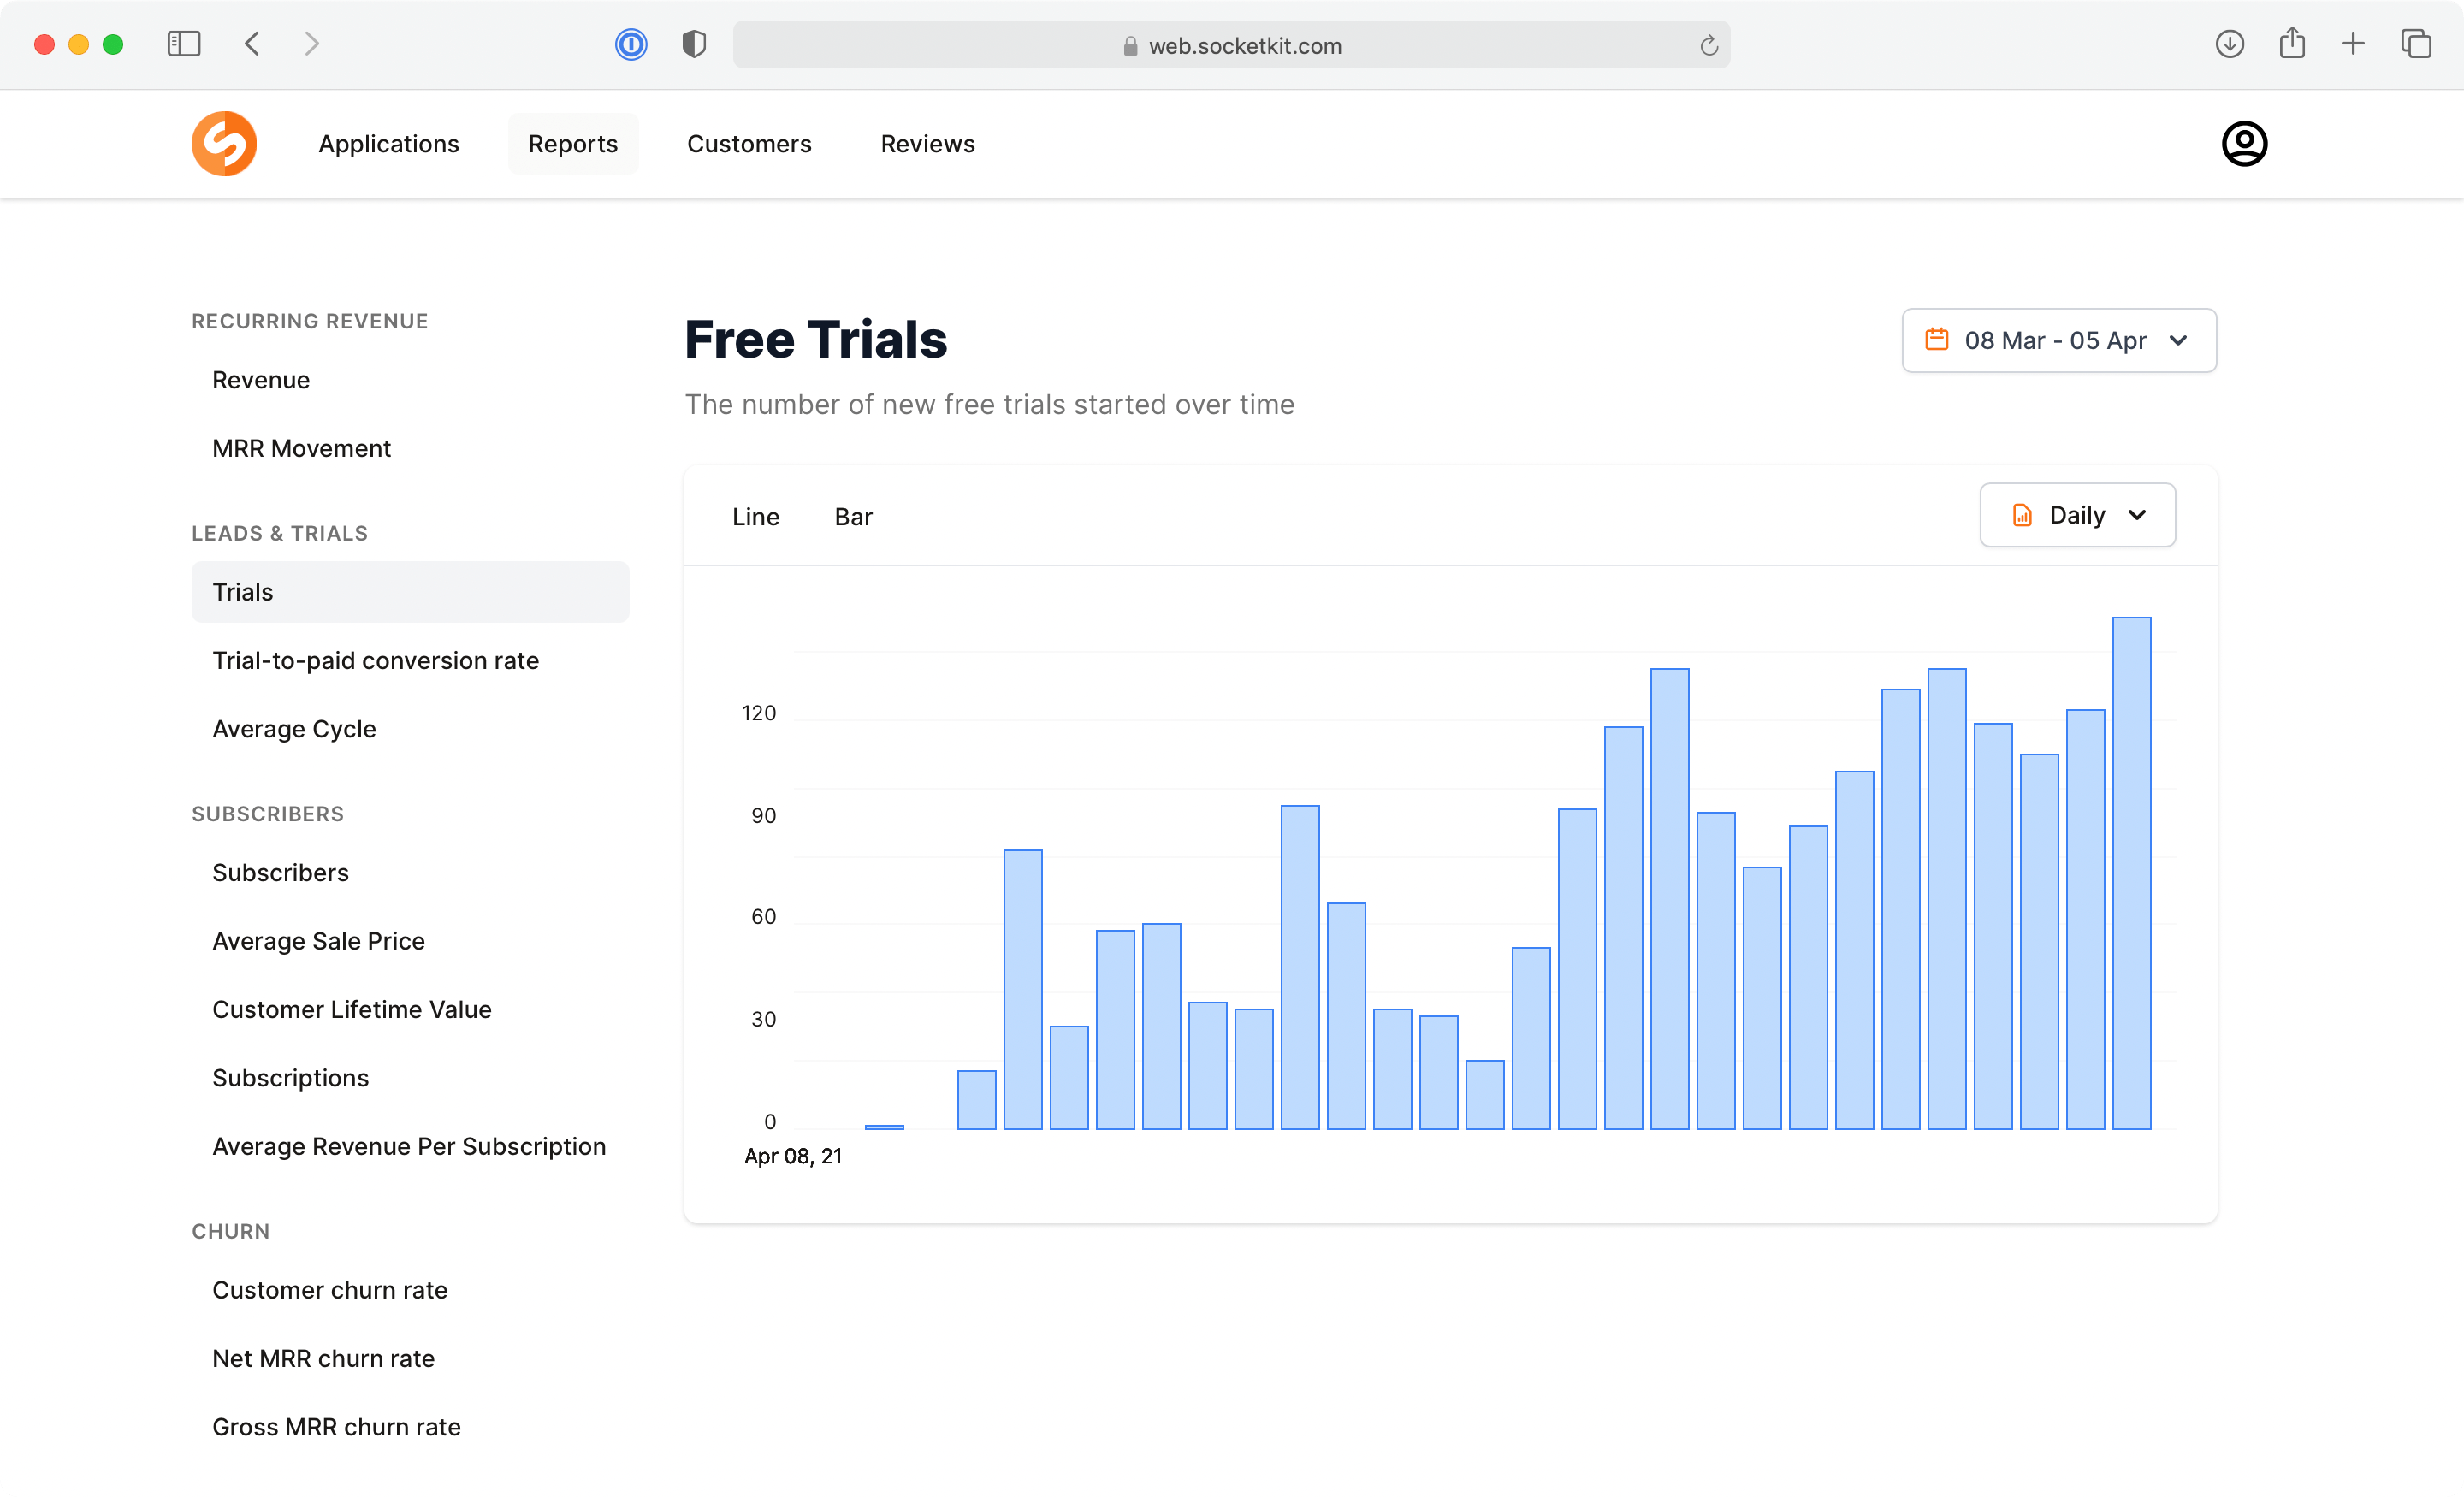 web.socketkit.com
Applications
Reports
Customers
Reviews
RECURRING REVENUE
Revenue
MRR Movement
LEADS & TRIALS
Trials
Trial-to-paid conversion rate
Average Cycle
SUBSCRIBERS
Subscribers
Average Sale Price
Customer Lifetime Value
Subscriptions
Average Revenue Per Subscription
CHURN
Customer churn rate
Net MRR churn rate
Gross MRR churn rate
Free Trials
08 Mar - 05 Apr
The number of new free trials started over time
Line
Bar
Daily
120
90
60
30
0
Apr 08, 21